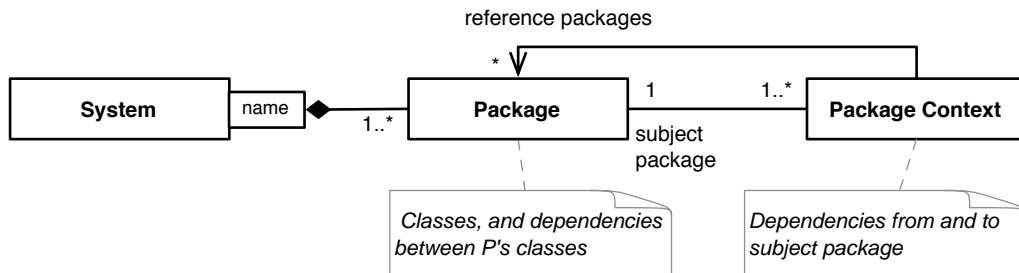 reference packages
*
System
name
1..*
Package
1
1..*
subject
package
Package Context
Classes, and dependencies
between P's classes
Dependencies from and to
subject package